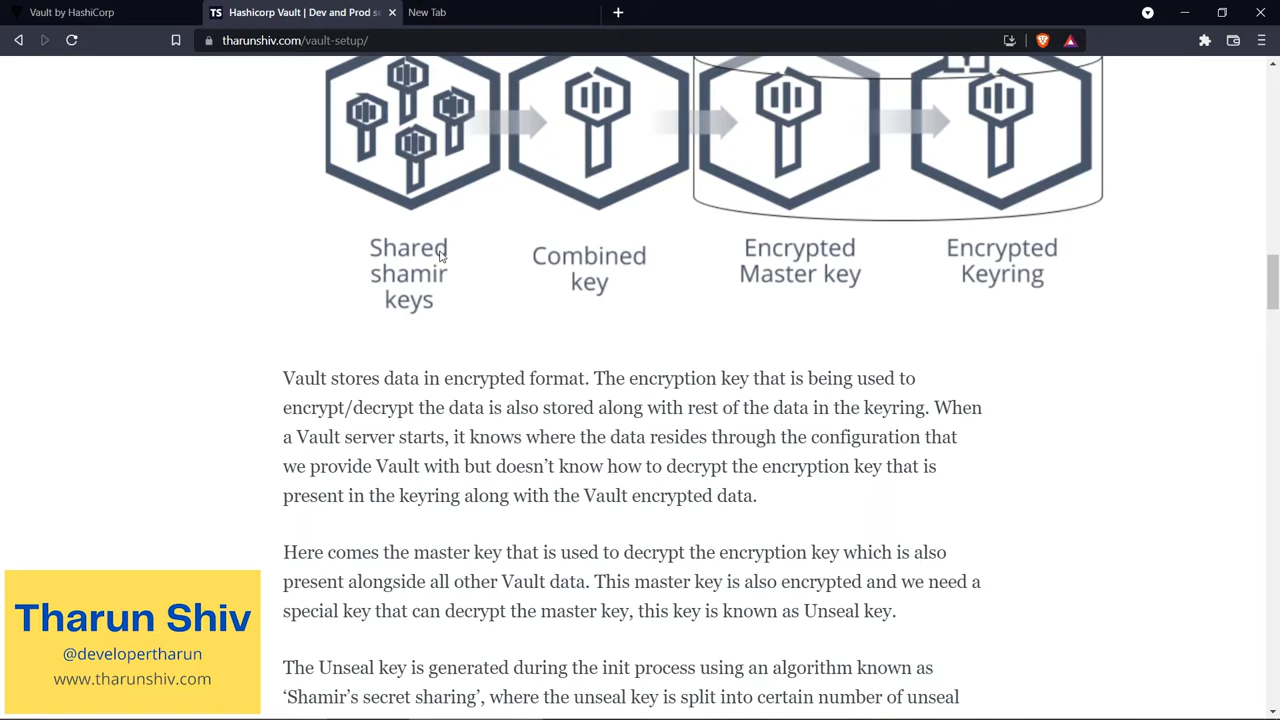 Vault by HashiCorp
TS Hashicorp Vault | Dev and Prod se
New Tab
tharunshiv.com/vault-setup/
Shared
shamir
keys
Combined
key
Encrypted
Master key
Encrypted
Keyring
Vault stores data in encrypted format. The encryption key that is being used to
encrypt/decrypt the data is also stored along with rest of the data in the keyring. When
a Vault server starts, it knows where the data resides through the configuration that
we provide Vault with but doesn’t know how to decrypt the encryption key that is
present in the keyring along with the Vault encrypted data.
Here comes the master key that is used to decrypt the encryption key which is also
present alongside all other Vault data. This master key is also encrypted and we need a
special key that can decrypt the master key, this key is known as Unseal key.
The Unseal key is generated during the init process using an algorithm known as
‘Shamir’s secret sharing’, where the unseal key is split into certain number of unseal
Tharun Shiv
@developertharun
www.tharunshiv.com